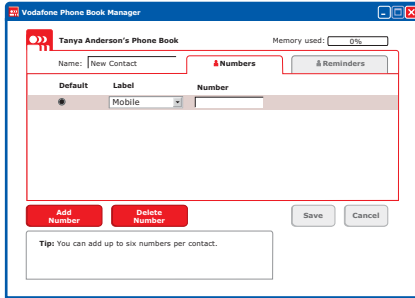 Vodafone Phone Book Manager
Tanya Anderson's Phone Book
Memory used: 0%
Name: New Contact
Numbers
Reminders
Default Label Number
Mobile
Add Number
Delete Number
Save
Cancel
Tip: You can add up to six numbers per contact.